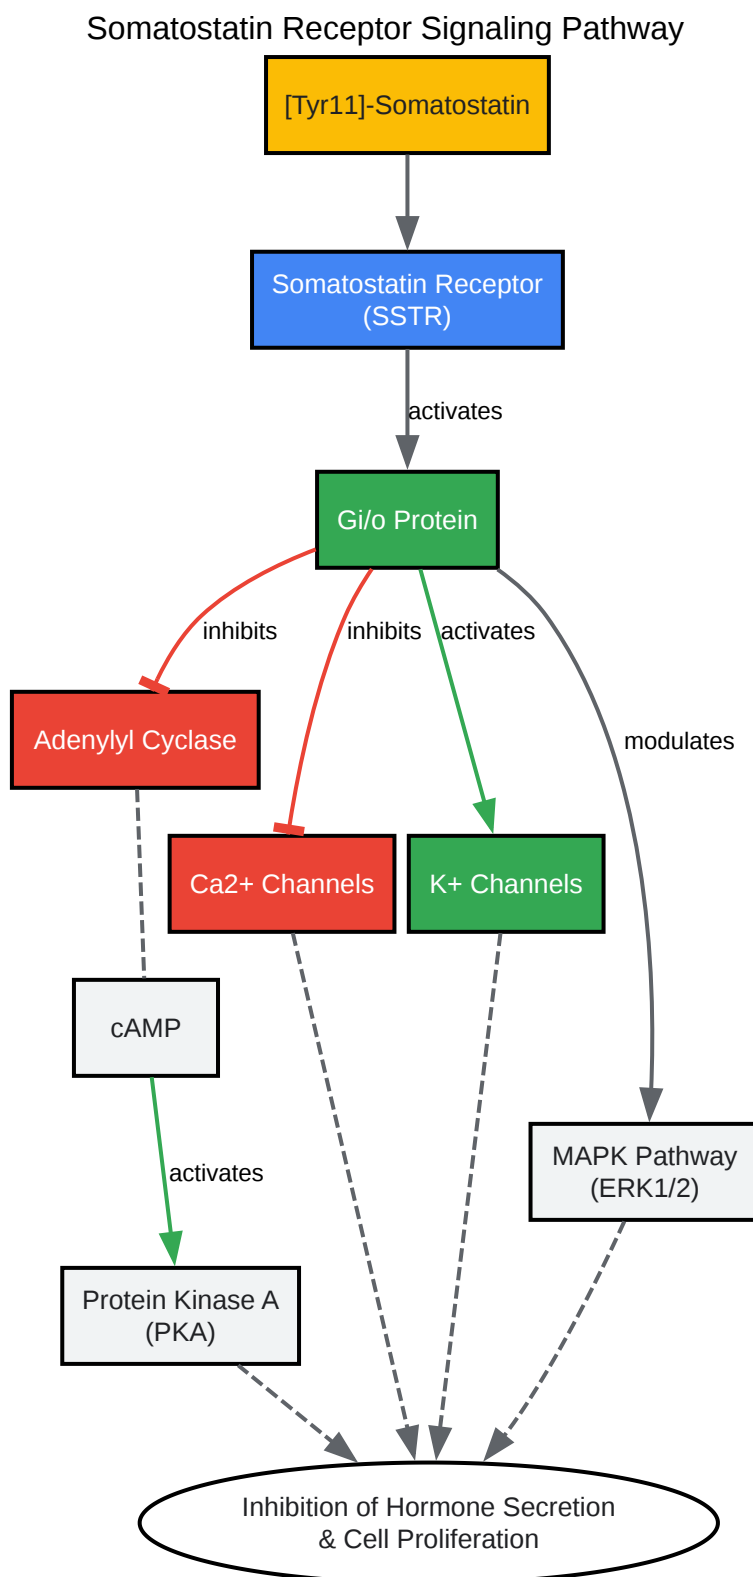 Somatostatin Receptor Signaling Pathway
[Tyr11]-Somatostatin
Somatostatin Receptor
(SSTR)
activates
Gi/o Protein
inhibits
inhibits
activates
Adenylyl Cyclase
modulates
Ca2+ Channels
K+ Channels
cAMP
MAPK Pathway
(ERK1/2)
activates
Protein Kinase A
(PKA)
Inhibition of Hormone Secretion
& Cell Proliferation